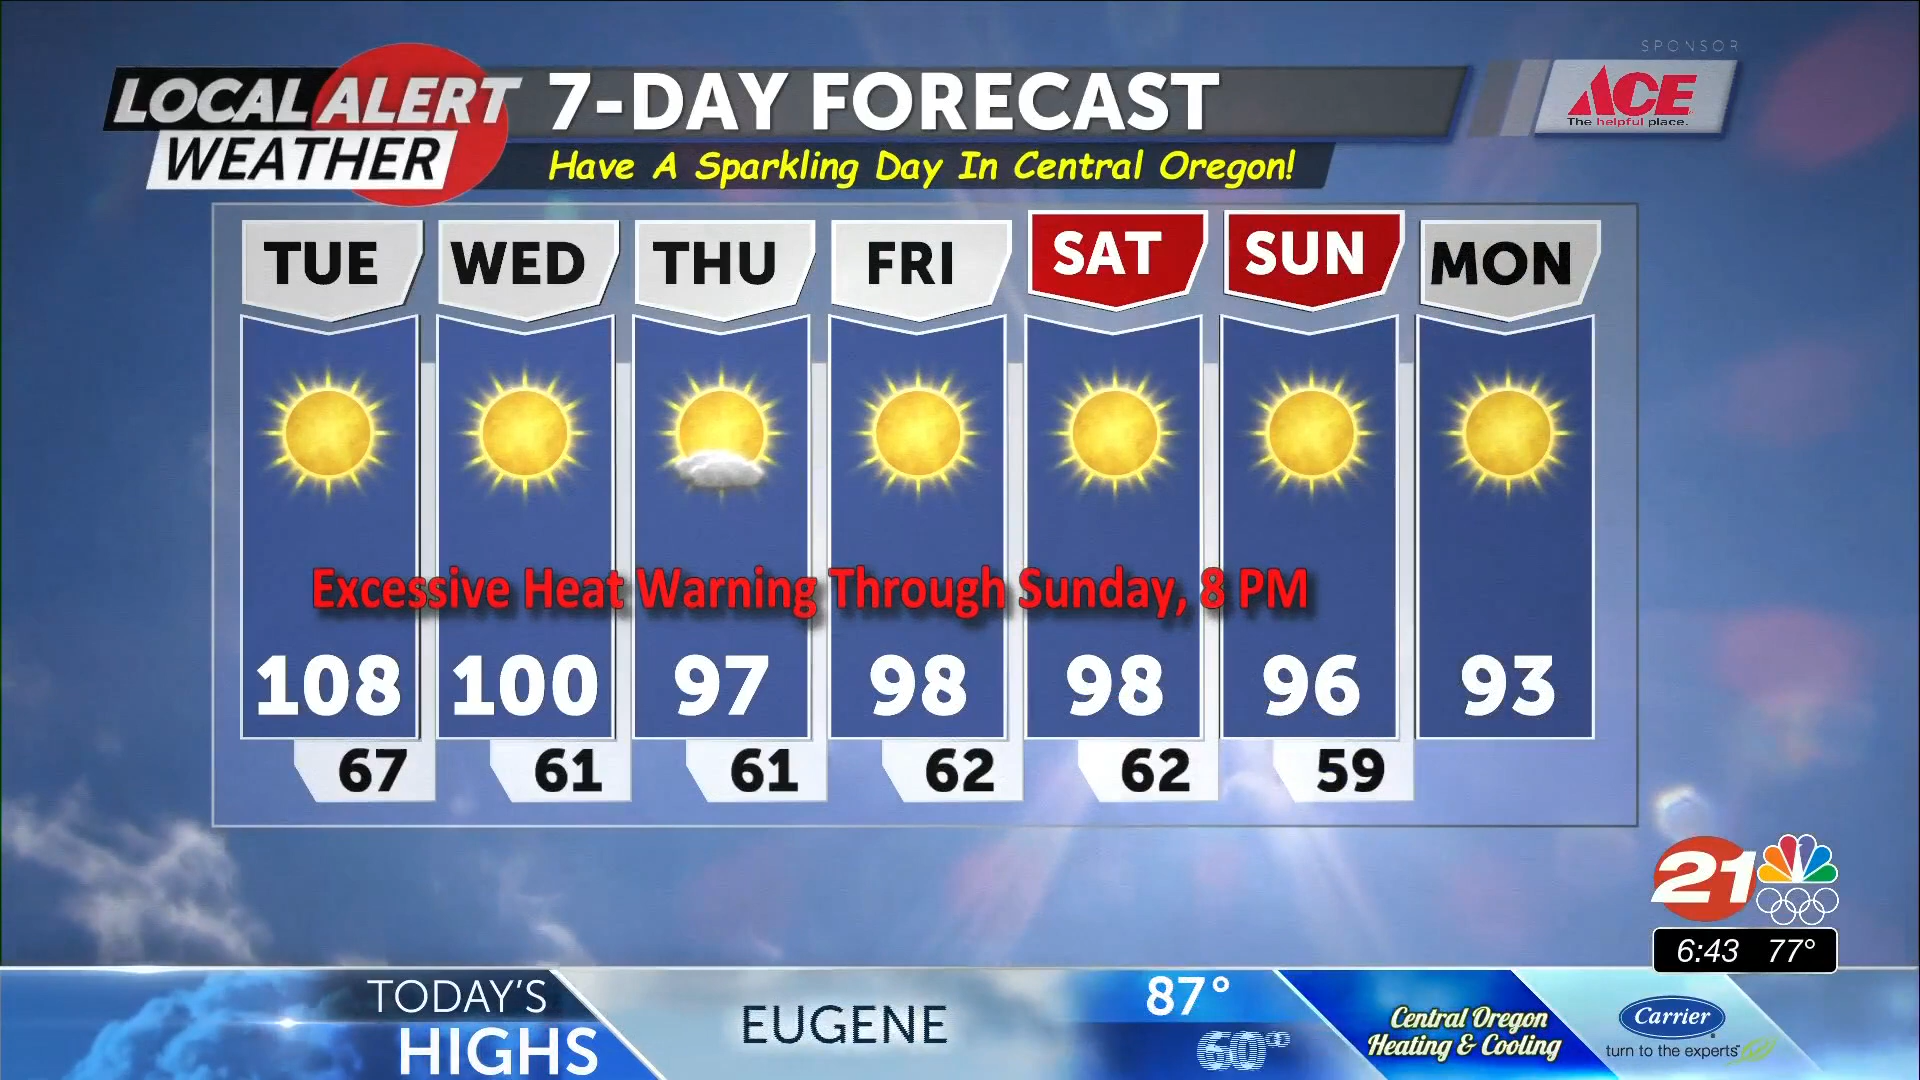 SPONSOR
LOCAL ALERT
WEATHER
7-DAY FORECAST
Have A Sparkling Day In Central Oregon!
ACE
The helpful place.
TUE WED THU FRI SAT SUN MON
Excessive Heat Warning Through Sunday, 8 PM
108 100 97 98 98 96 93
67 61 61 62 62 59
21
6:43 77°
TODAY'S
HIGHS
EUGENE
87°
Central Oregon
Heating & Cooling
Carrier
turn to the experts